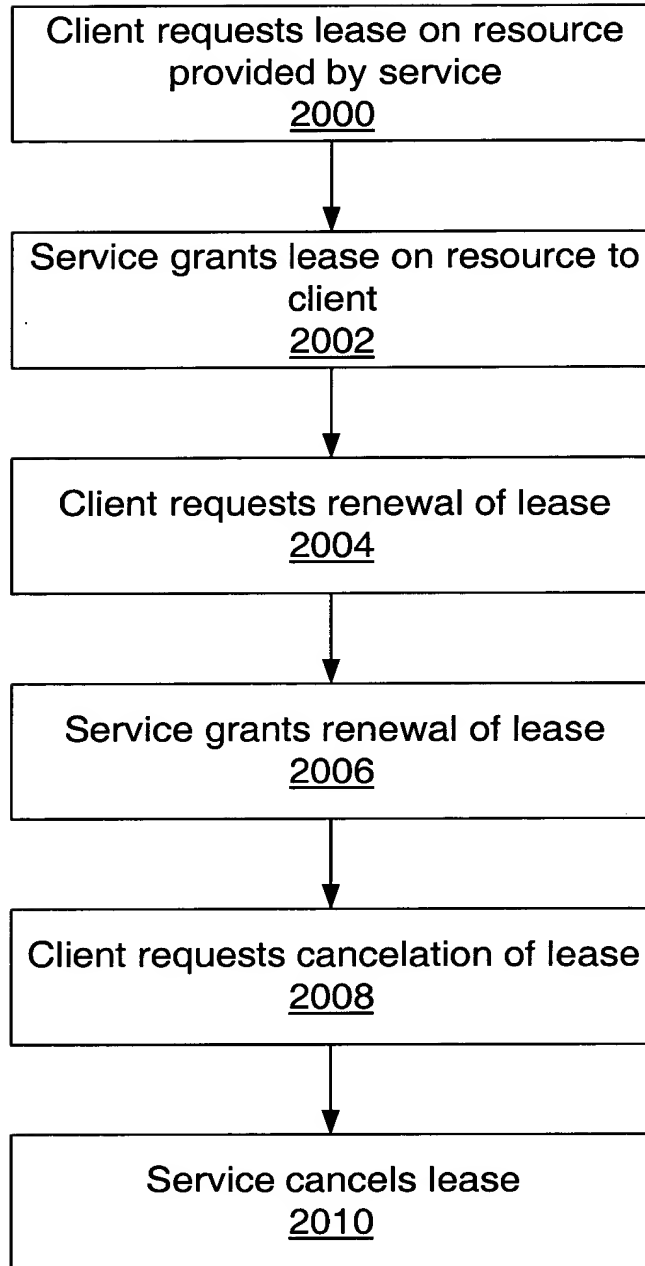 Client requests lease on resource
provided by service
2000
Service grants lease on resource to
client
2002
Client requests renewal of lease
2004
Service grants renewal of lease
2006
Client requests cancelation of lease
2008
Service cancels lease
2010